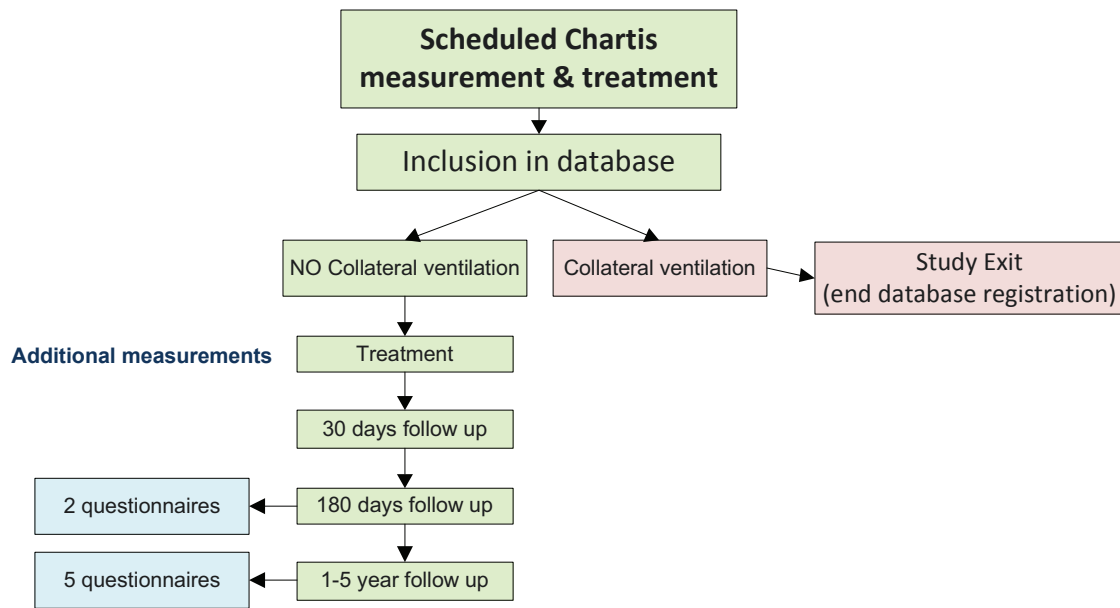 Scheduled Chartis
measurement & treatment
Inclusion in database
NO Collateral ventilation
Collateral ventilation
Study Exit
(end database registration)
Additional measurements
Treatment
30 days follow up
2 questionnaires
180 days follow up
5 questionnaires
1-5 year follow up